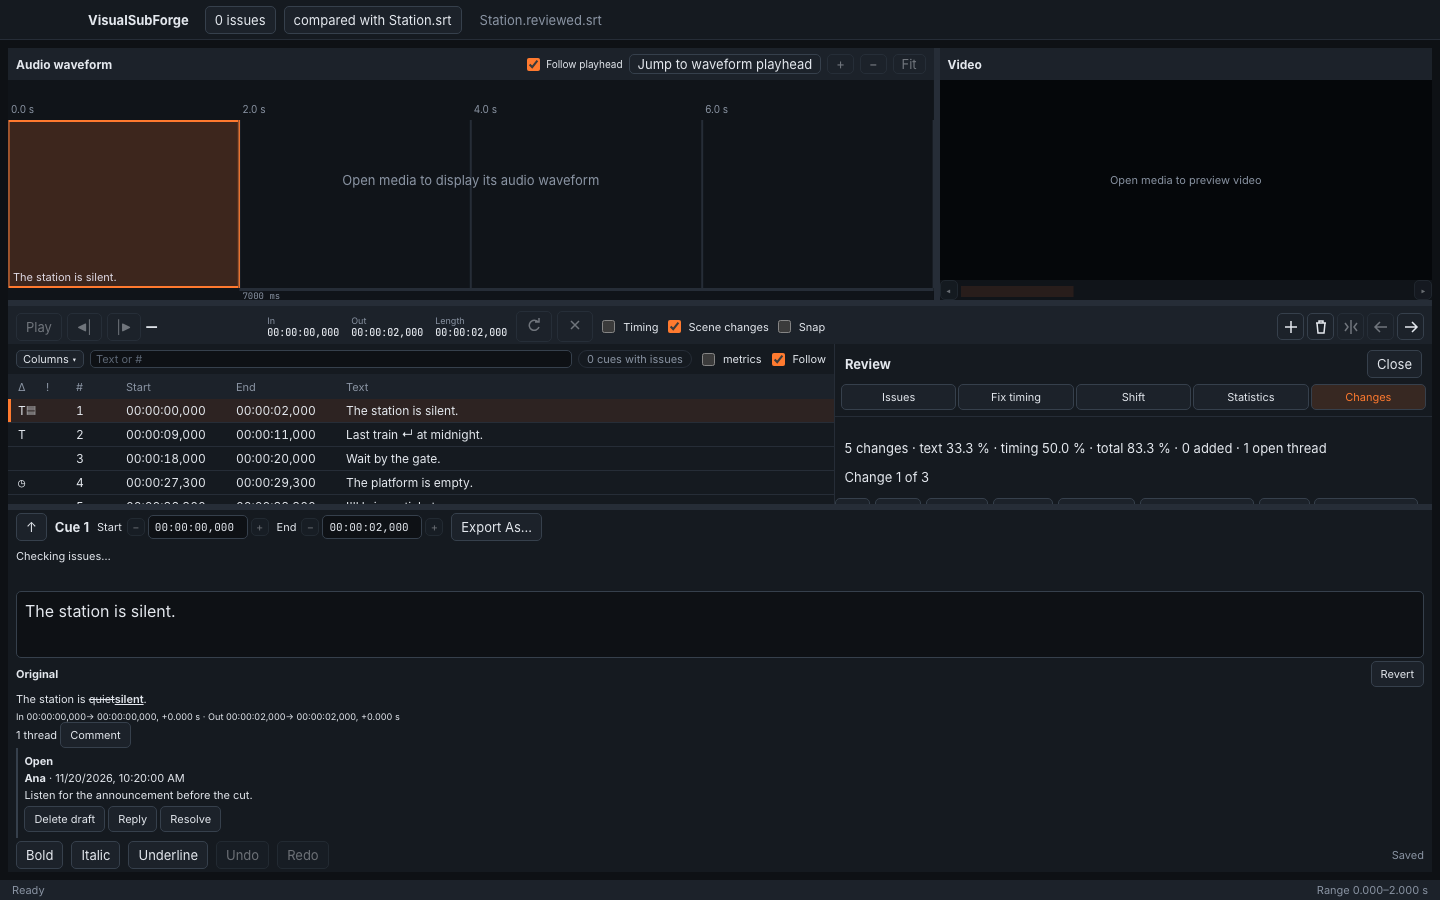 VisualSubForge 0 issues compared with Station.srt Station.reviewed.srt
Audio waveform Follow playhead Jump to waveform playhead + − Fit
Video
0.0 s 2.0 s 4.0 s 6.0 s
Open media to display its audio waveform
Open media to preview video
The station is silent.
7000 ms
Play In 00:00:00,000 Out 00:00:02,000 Length 00:00:02,000 Timing Scene changes Snap
Columns Text or # 0 cues with issues metrics Follow
Δ ! # Start End Text
T 1 00:00:00,000 00:00:02,000 The station is silent.
T 2 00:00:09,000 00:00:11,000 Last train ↵ at midnight.
3 00:00:18,000 00:00:20,000 Wait by the gate.
4 00:00:27,300 00:00:29,300 The platform is empty.
Review Close
Issues Fix timing Shift Statistics Changes
5 changes · text 33.3 % · timing 50.0 % · total 83.3 % · 0 added · 1 open thread
Change 1 of 3
↑ Cue 1 Start − 00:00:00,000 + End − 00:00:02,000 + Export As...
Checking issues...
The station is silent.
Original Revert
The station is quietsilent.
In 00:00:00,000→ 00:00:00,000, +0.000 s · Out 00:00:02,000→ 00:00:02,000, +0.000 s
1 thread Comment
Open
Ana · 11/20/2026, 10:20:00 AM
Listen for the announcement before the cut.
Delete draft Reply Resolve
Bold Italic Underline Undo Redo Saved
Ready Range 0.000–2.000 s